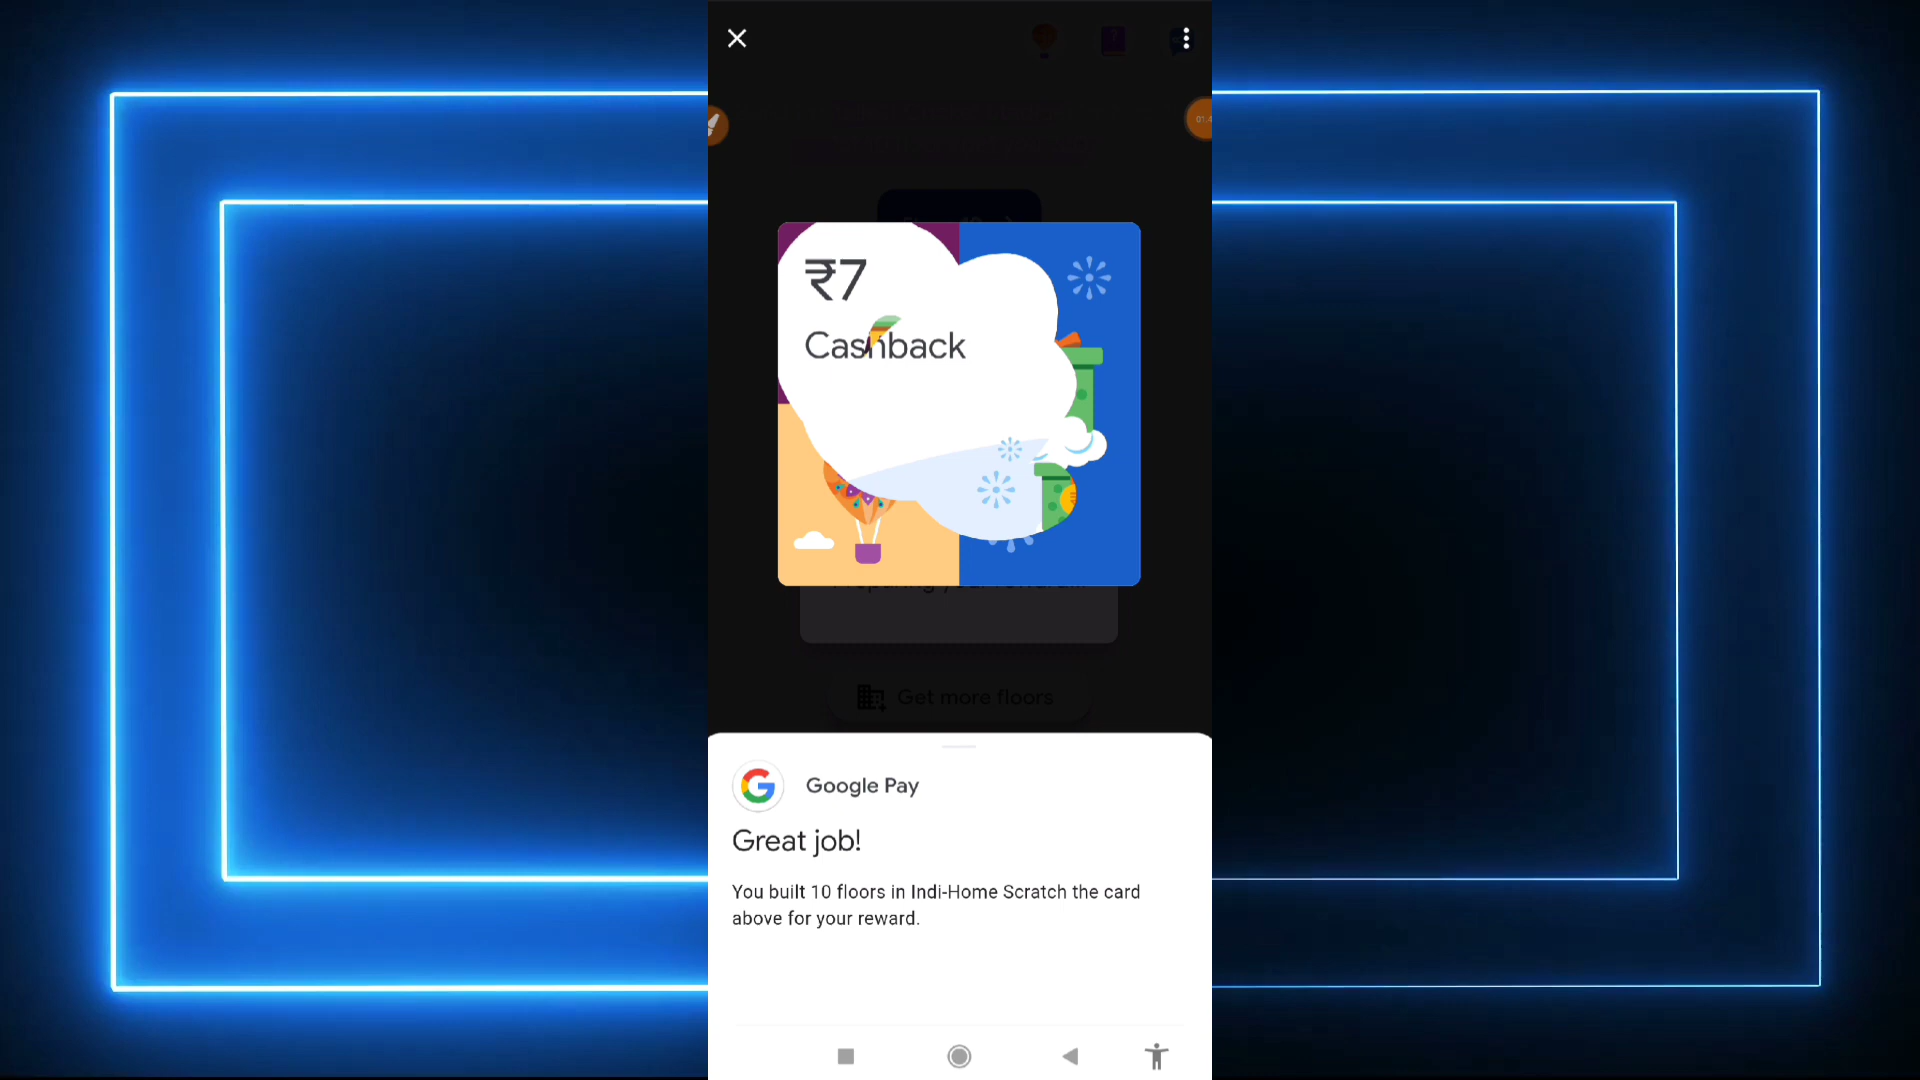 ₹7
Cashback
Get more floors
Google Pay
Great job!
You built 10 floors in Indi-Home Scratch the card
above for your reward.